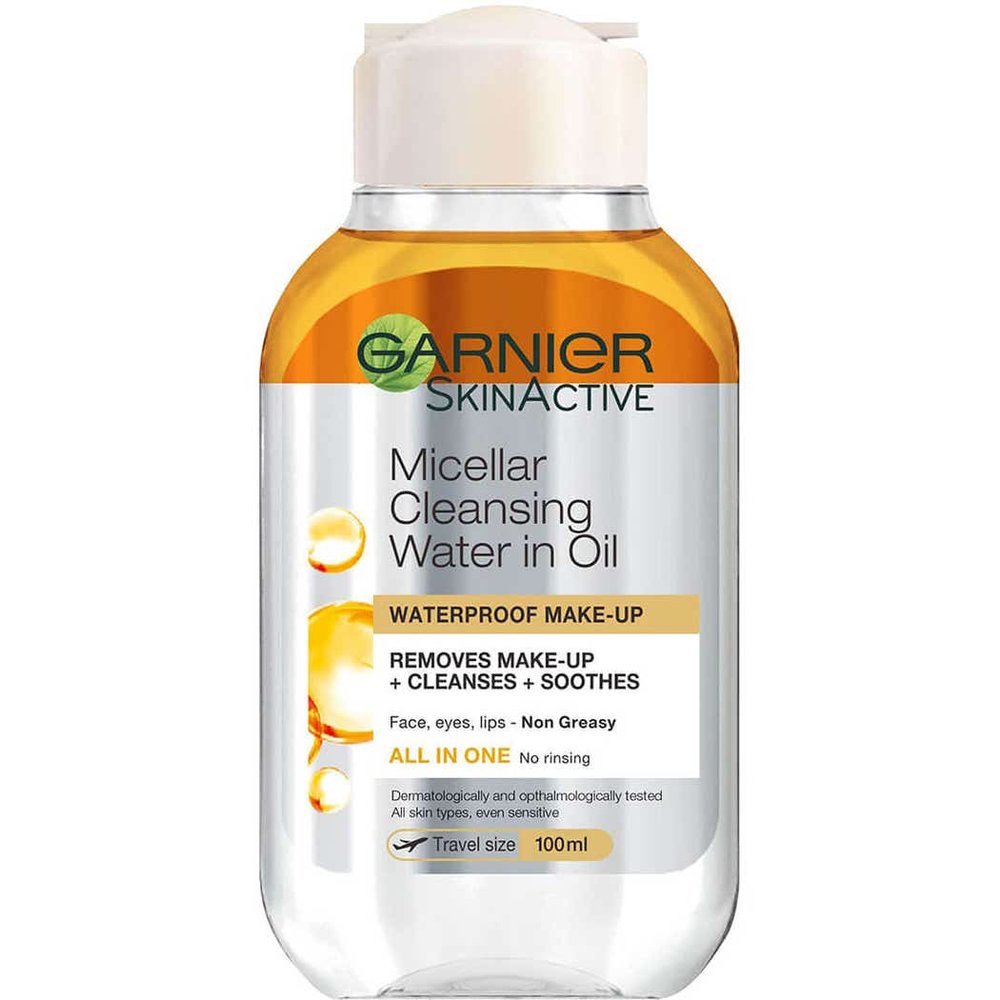 GARNIER
SKINACTIVE
Micellar
Cleansing
Water in Oil
WATERPROOF MAKE-UP
REMOVES MAKE-UP
+ CLEANSES + SOOTHES
Face, eyes, lips - Non Greasy
ALL IN ONE No rinsing
Dermatologically and opthalmologically tested
All skin types, even sensitive
Travel size 100ml